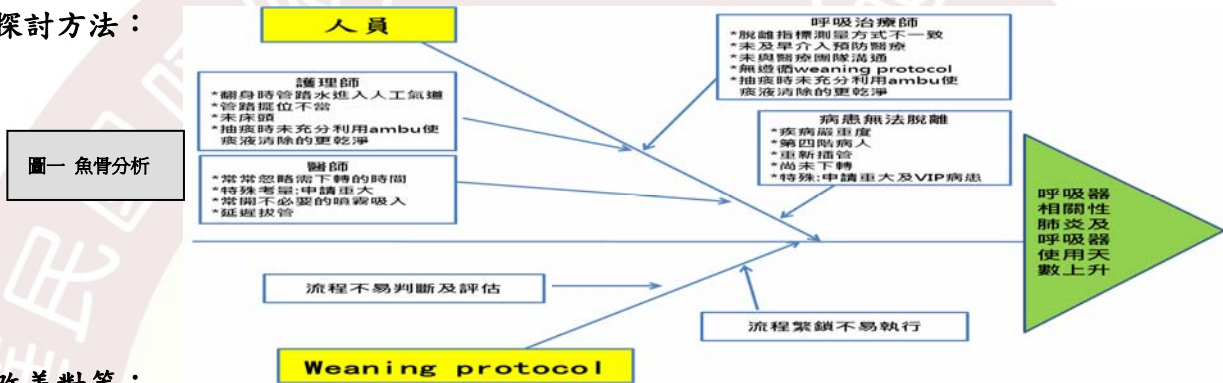 探討方法：
人員
呼吸治療師
*脫離指標測量方式不一致
*未及早介入預防醫療
*未與醫療團隊溝通
*無遵循weaning protocol
*抽痰時未充分利用ambu使
痰液清除的更乾淨
護理師
*翻身時管路水進入人工氣道
*管路擺位不當
*未床頭
*抽痰時未充分利用ambu使
痰液清除的更乾淨
病患無法脫離
*疾病嚴重度
*第四階病人
*重新插管
*尚未下轉
*特殊:申請重大及VIP病患
圖一 魚骨分析
醫師
*常常忽略需下轉的時間
*特殊考量:申請重大
*常開不必要的噴霧吸入
*延遲拔管
呼吸器
相關性
肺炎及
呼吸器
使用天
數上升
流程不易判斷及評估
流程繁鎖不易執行
Weaning protocol
改善對策：